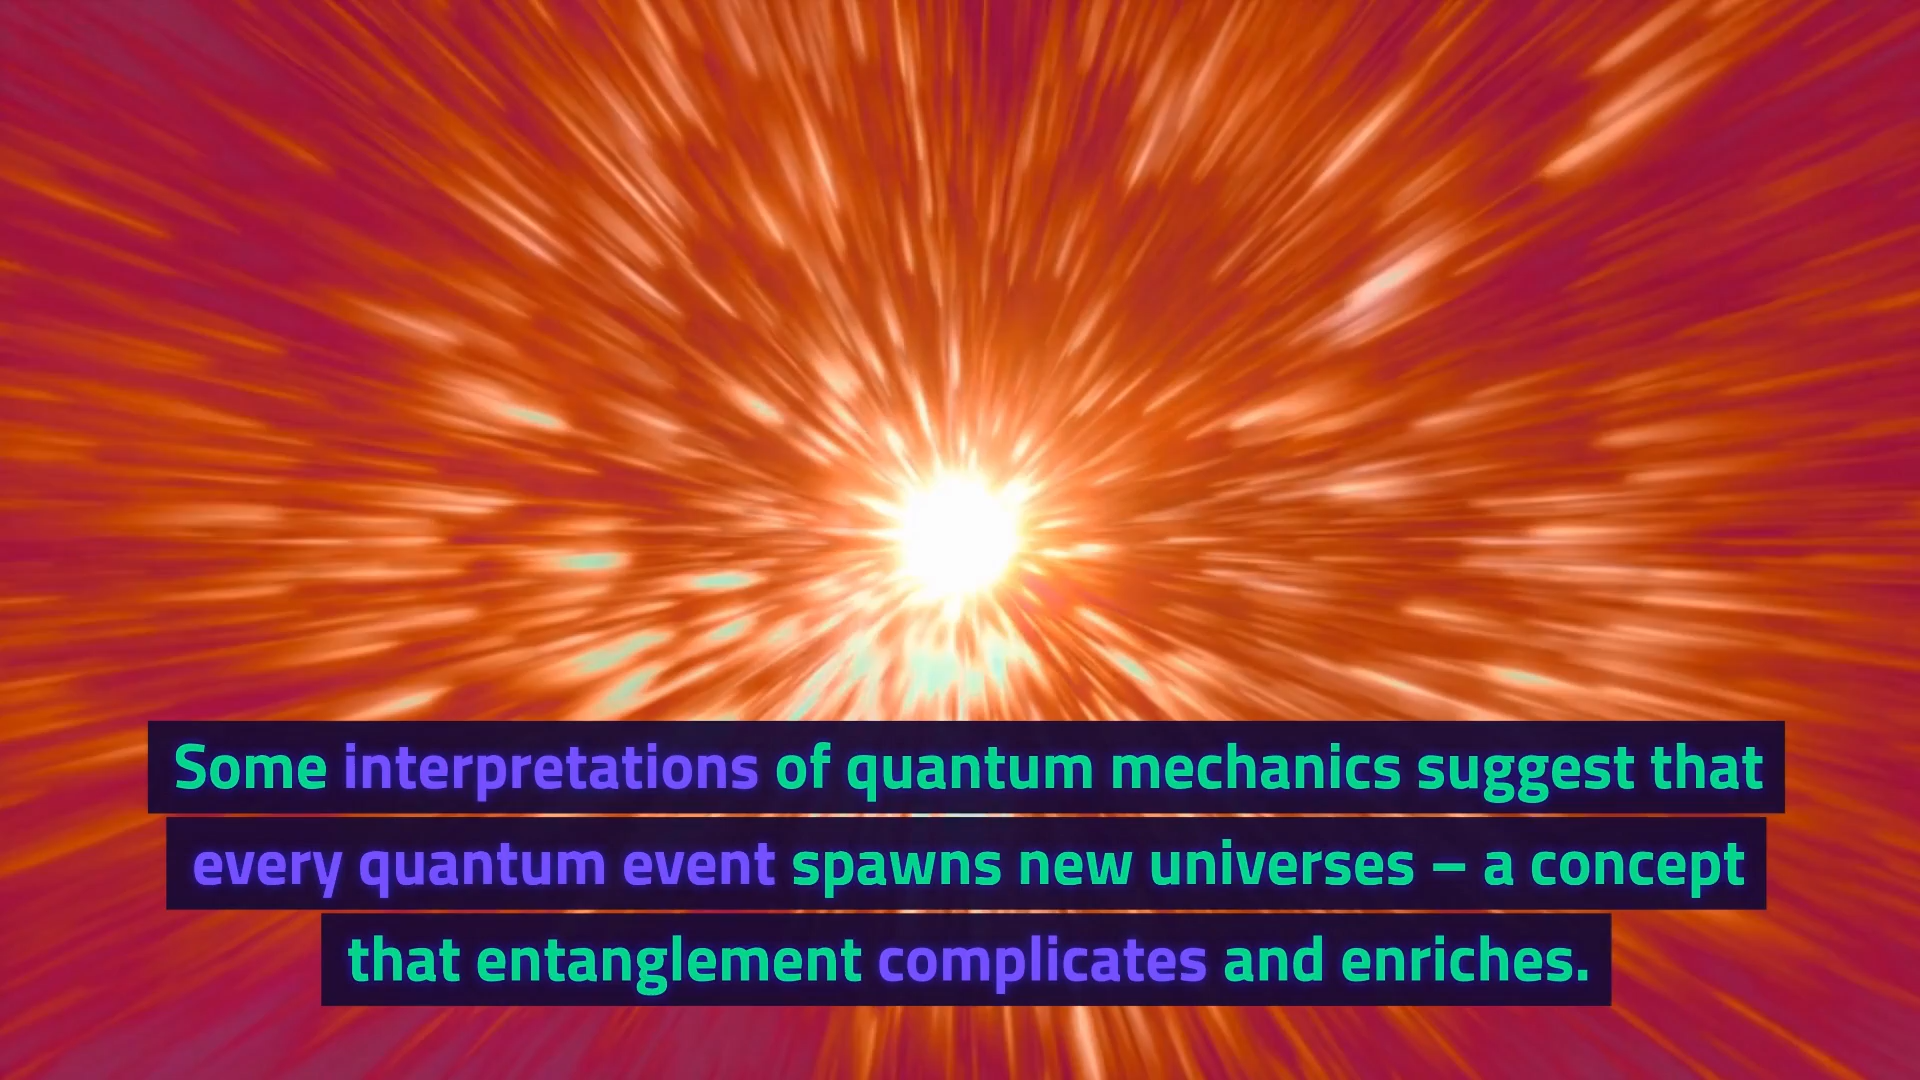 Some interpretations of quantum mechanics suggest that
every quantum event spawns new universes – a concept
that entanglement complicates and enriches.